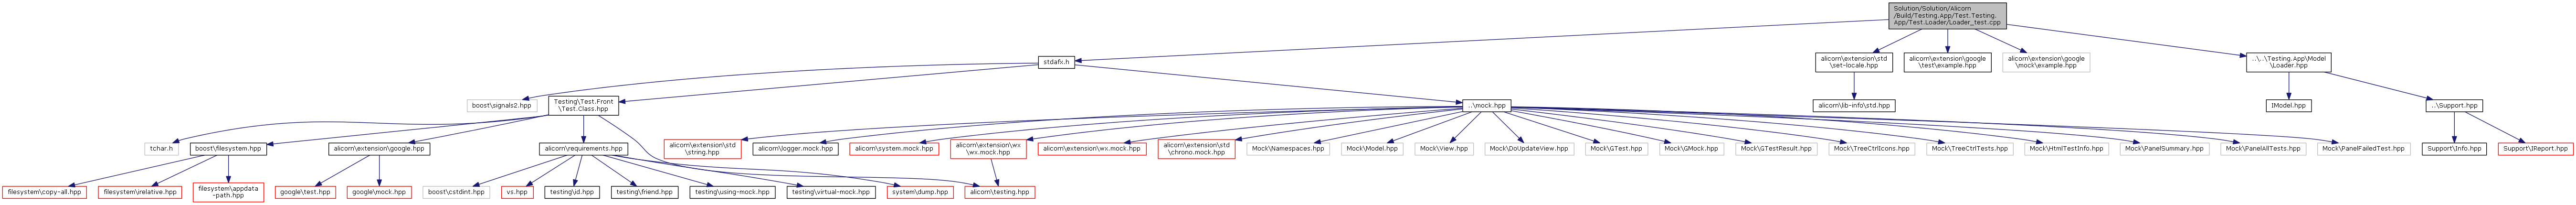 Solution/Solution/Alicorn
/Build/Testing.App/Test.Testing.
App/Test.Loader/Loader_test.cpp
stdafx.h
alicorn\extension\std
\set-locale.hpp
alicorn\extension\google
\test\example.hpp
alicorn\extension\google
\mock\example.hpp
..\..\Testing.App\Model
\Loader.hpp
boost\signals2.hpp
Testing\Test.Front
\Test.Class.hpp
..\mock.hpp
alicorn\lib-info\std.hpp
IModel.hpp
..\Support.hpp
tchar.h
boost\filesystem.hpp
alicorn\extension\google.hpp
alicorn\requirements.hpp
alicorn\extension\std
\string.hpp
alicorn\logger.mock.hpp
alicorn\system.mock.hpp
alicorn\extension\wx
\wx.mock.hpp
alicorn\extension\wx.mock.hpp
alicorn\extension\std
\chrono.mock.hpp
Mock\Namespaces.hpp
Mock\Model.hpp
Mock\View.hpp
Mock\DoUpdateView.hpp
Mock\GTest.hpp
Mock\GMock.hpp
Mock\GTestResult.hpp
Mock\TreeCtrlIcons.hpp
Mock\TreeCtrlTests.hpp
Mock\HtmlTestInfo.hpp
Mock\PanelSummary.hpp
Mock\PanelAllTests.hpp
Mock\PanelFailedTest.hpp
Support\Info.hpp
Support\IReport.hpp
filesystem\copy-all.hpp
filesystem\relative.hpp
filesystem\appdata
-path.hpp
google\test.hpp
google\mock.hpp
boost\cstdint.hpp
vs.hpp
testing\id.hpp
testing\friend.hpp
testing\using-mock.hpp
testing\virtual-mock.hpp
system\dump.hpp
alicorn\testing.hpp